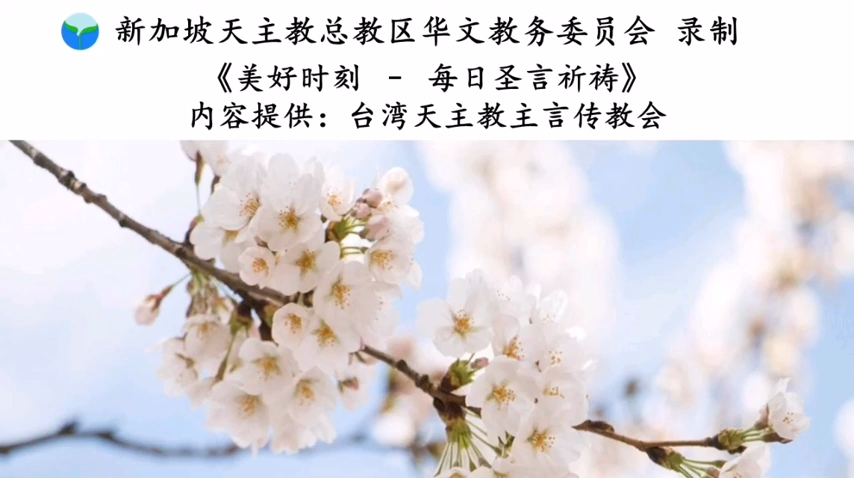 新加坡天主教总教区华文教务委员会 录制
《美好时刻 - 每日圣言祈祷》
内容提供：台湾天主教主言传教会